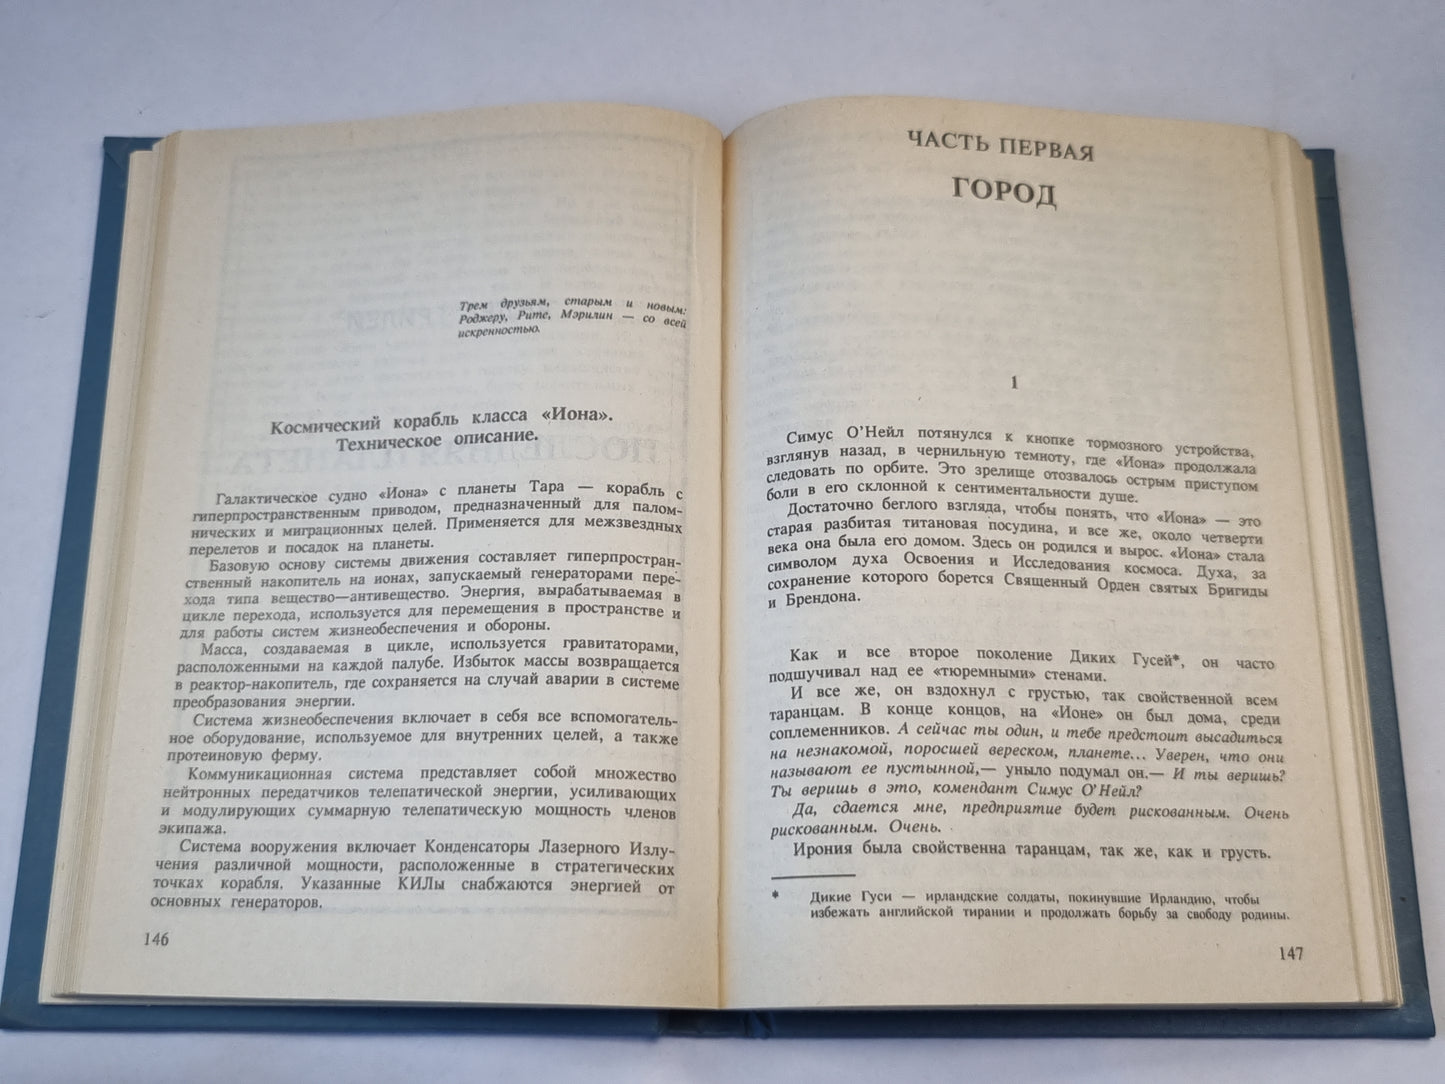 Трем друзьям, старым и новым:
Роджеру, Рите, Мэрилин — со всей
искренностью.
Космический корабль класса «Иона».
Техническое описание.
Галактическое судно «Иона» с планеты Тара — корабль с
гиперпространственным приводом, предназначенный для палом-
нических и миграционных целей. Применяется для межзвездных
перелетов и посадок на планеты.
Базовую основу системы движения составляет гиперпростран-
ственный накопитель на ионах, запускаемый генераторами пере-
хода типа вещество—антивещество. Энергия, вырабатываемая в
цикле перехода, используется для перемещения в пространстве и
для работы систем жизнеобеспечения и обороны.
Масса, создаваемая в цикле, используется гравитаторами,
расположенными на каждой палубе. Избыток массы возвращается
в реактор-накопитель, где сохраняется на случай аварии в системе
преобразования энергии.
Система жизнеобеспечения включает в себя все вспомогатель-
ное оборудование, используемое для внутренних целей, а также
протеиновую ферму.
Коммуникационная система представляет собой множество
нейтронных передатчиков телепатической энергии, усиливающих
и модулирующих суммарную телепатическую мощность членов
экипажа.
Система вооружения включает Конденсаторы Лазерного Излу-
чения различной мощности, расположенные в стратегических
точках корабля. Указанные КИЛы снабжаются энергией от
основных генераторов.
146
ЧАСТЬ ПЕРВАЯ
ГОРОД
1
Симус О'Нейл потянулся к кнопке тормозного устройства,
взглянув назад, в чернильную темноту, где «Иона» продолжала
следовать по орбите. Это зрелище отозвалось острым приступом
боли в его склонной к сентиментальности душе.
Достаточно беглого взгляда, чтобы понять, что «Иона» — это
старая разбитая титановая посудина, и все же, около четверти
века она была его домом. Здесь он родился и вырос. «Иона» стала
символом духа Освоения и Исследования космоса. Духа, за
сохранение которого борется Священный Орден святых Бригиды
и Брендона.
Как и все второе поколение Диких Гусей*, он часто
подшучивал над ее «тюремными» стенами.
И все же, он вздохнул с грустью, так свойственной всем
таранцам. В конце концов, на «Ионе» он был дома, среди
соплеменников. А сейчас ты один, и тебе предстоит высадиться
на незнакомой, поросшей вереском, планете... Уверен, что они
называют ее пустынной,— уныло подумал он.— И ты веришь?
Ты веришь в это, комендант Симус О'Нейл?
Да, сдается мне, предприятие будет рискованным. Очень
рискованным. Очень.
Ирония была свойственна таранцам, так же, как и грусть.
* Дикие Гуси — ирландские солдаты, покинувшие Ирландию, чтобы
избежать английской тирании и продолжать борьбу за свободу родины.
147